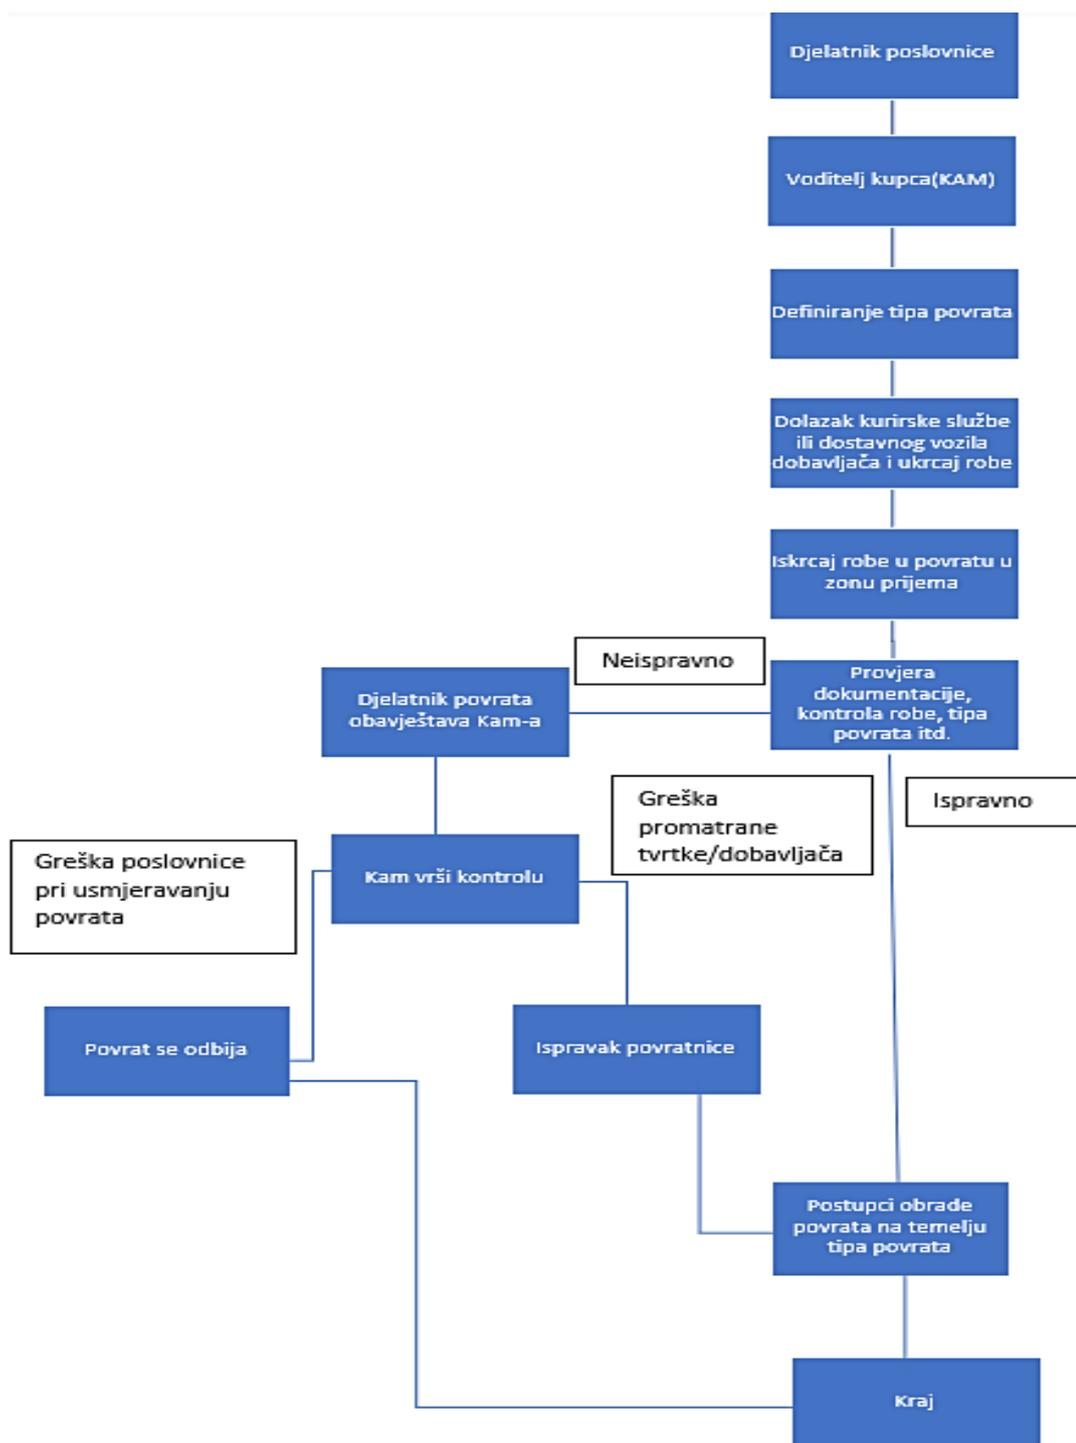 Djelatnik poslovnice
Voditelj kupca(KAM)
Definiranje tipa povrata
Dolazak kurirske službe
ili dostavnog vozila
dobavljača i ukrcaj robe
Iskrcaj robe u povratu u
zonu prijema
Neispravno
Provjera
dokumentacije,
kontrola robe, tipa
povrata itd.
Djelatnik povrata
obavještava Kam-a
Greška
promatrane
tvrtke/dobavljača
Ispravno
Greška poslovnice
pri usmjeravanju
povrata
Kam vrši kontrolu
Povrat se odbija
Ispravak povratnice
Postupci obrade
povrata na temelju
tipa povrata
Kraj